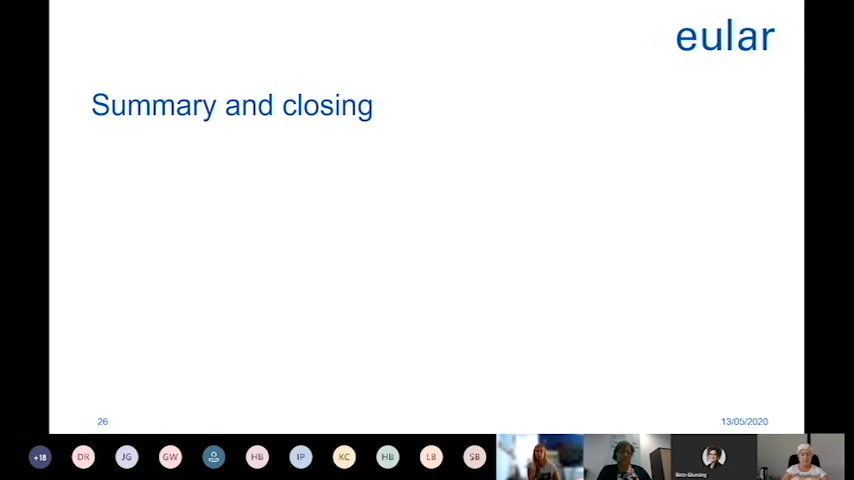 eular
Summary and closing
26
13/05/2020
+18
DR
JG
GW
HB
IP
KC
HB
LB
SB